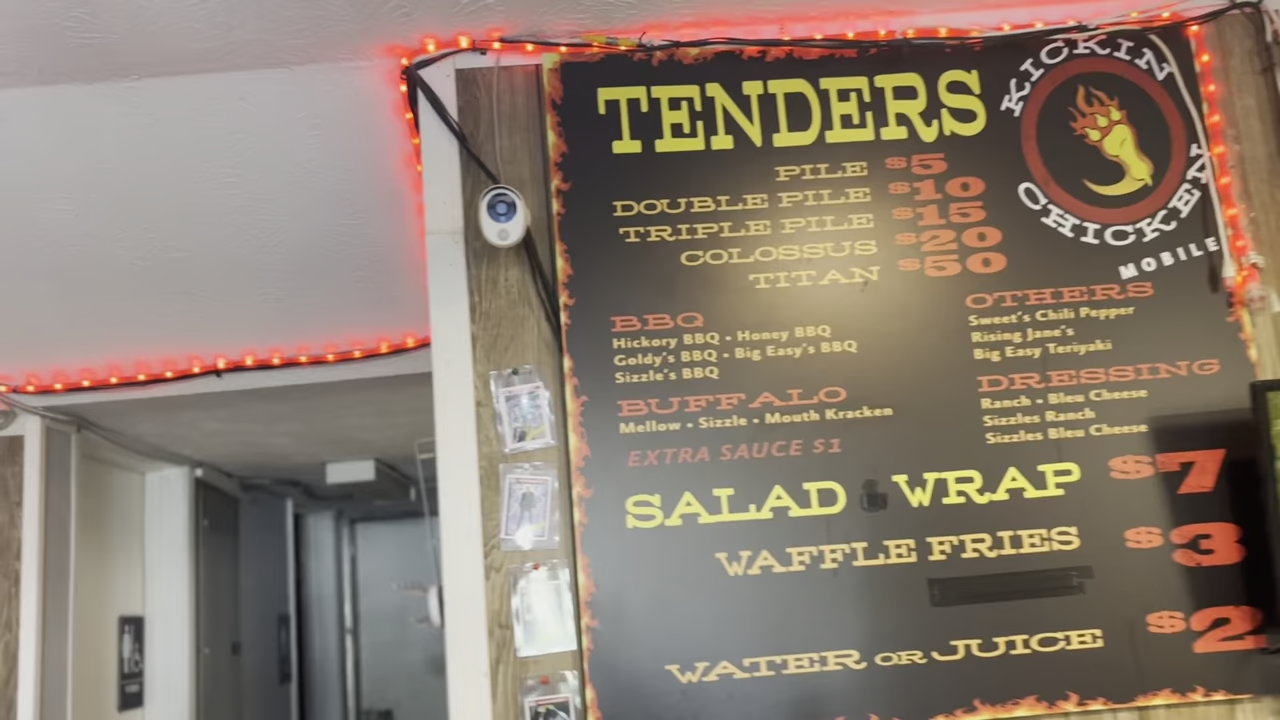 KICKIN
CHICKEN
MOBILE
TENDERS
PILE $5
DOUBLE PILE $10
TRIPLE PILE $15
COLOSSUS $20
TITAN $50
BBQ
Hickory BBQ • Honey BBQ
Goldy's BBQ • Big Easy's BBQ
Sizzle's BBQ
BUFFALO
Mellow • Sizzle • Mouth Kracken
EXTRA SAUCE $1
OTHERS
Sweet's Chili Pepper
Rising Jane's
Big Easy Teriyaki
DRESSING
Ranch • Bleu Cheese
Sizzles Ranch
Sizzles Bleu Cheese
SALAD WRAP $7
WAFFLE FRIES $3
WATER OR JUICE $2